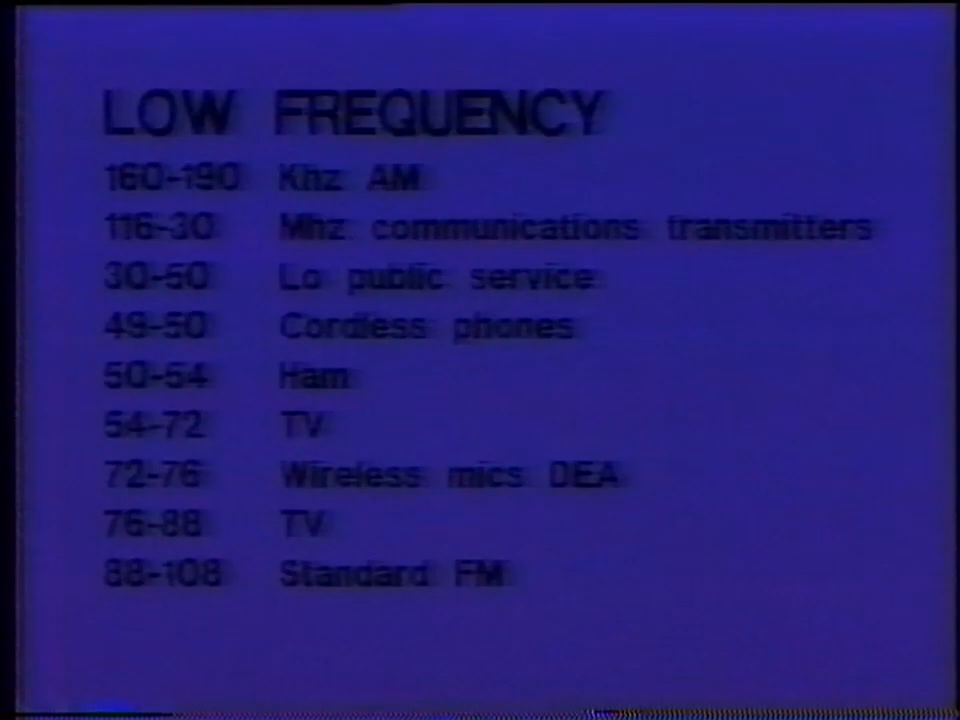 LOW FREQUENCY
160-190 Khz AM
116-30 Mhz communications transmitters
30-50 Lo public service
49-50 Cordless phones
50-54 Ham
54-72 TV
72-76 Wireless mics DEA
76-88 TV
88-108 Standard FM